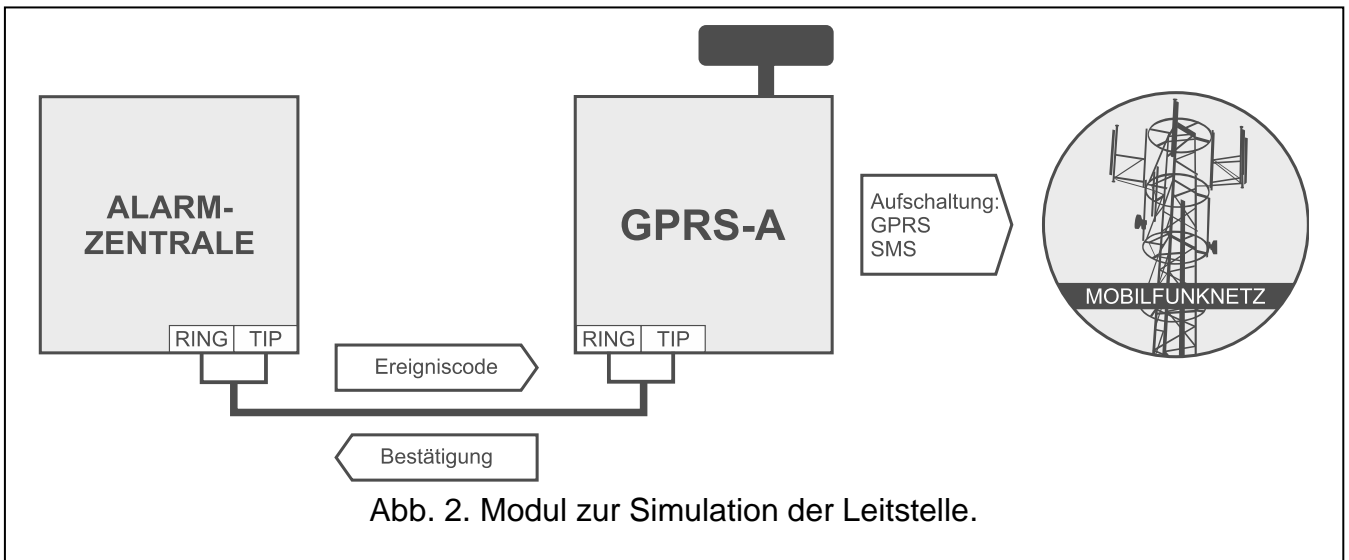 ALARM-
ZENTRALE
RING TIP
GPRS-A
RING TIP
Aufschaltung:
GPRS
SMS
MOBILFUNKNETZ
Ereigniscode
Bestätigung
Abb. 2. Modul zur Simulation der Leitstelle.